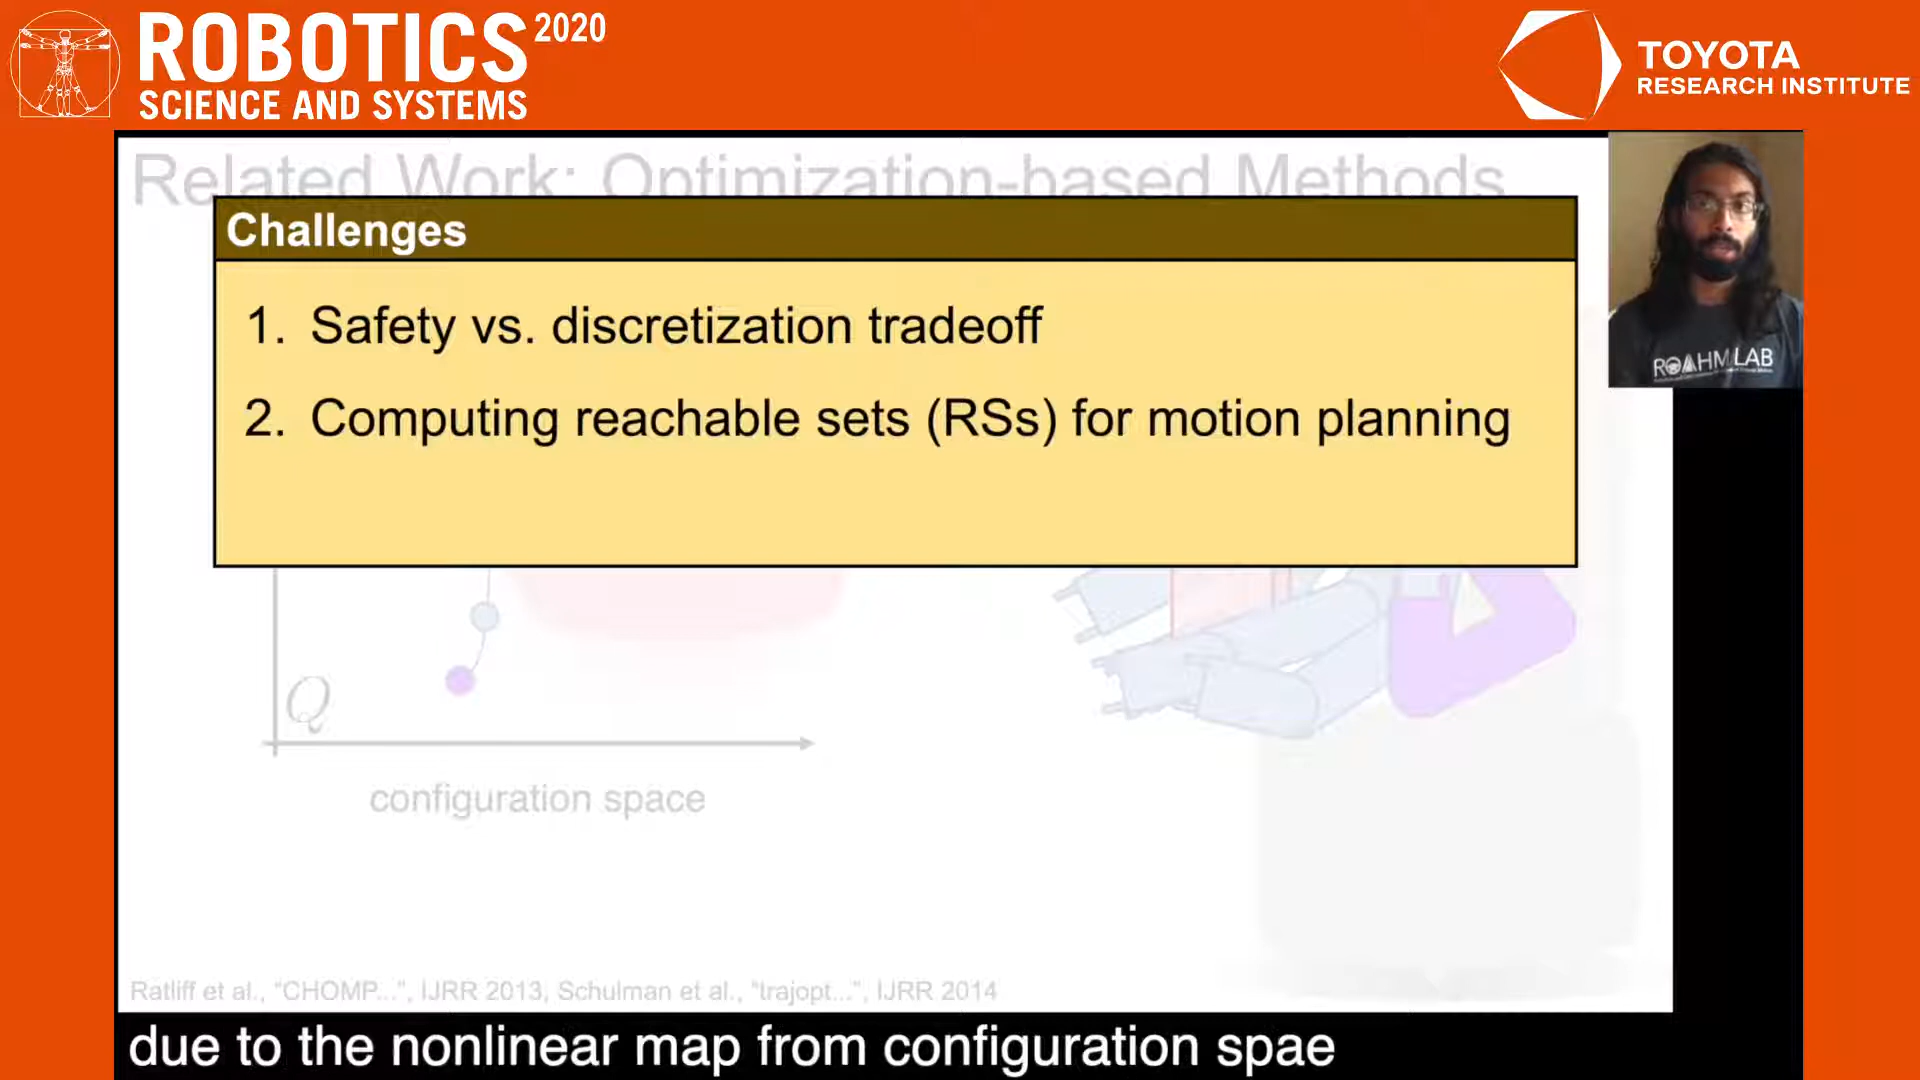 ROBOTICS 2020
SCIENCE AND SYSTEMS
TOYOTA
RESEARCH INSTITUTE
Related Work: Optimization-based Methods
Challenges
1. Safety vs. discretization tradeoff
2. Computing reachable sets (RSs) for motion planning
ROAHM LAB
Q
configuration space
Ratliff et al., “CHOMP...”, IJRR 2013, Schulman et al., “trajopt...”, IJRR 2014
due to the nonlinear map from configuration spae